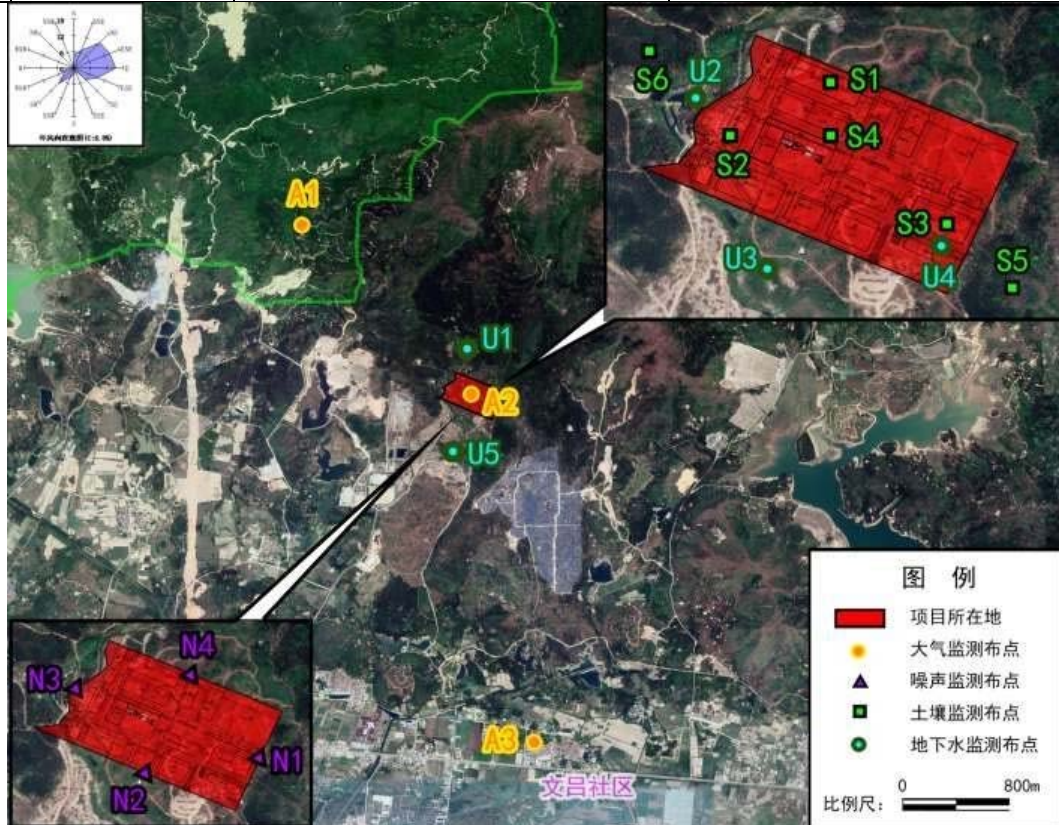 A1
S6
U2
S1
S2
S4
S3
U3
U4
S5
U1
A2
U5
N4
N3
N1
N2
A3
文吕社区
图 例
项目所在地
大气监测布点
噪声监测布点
土壤监测布点
地下水监测布点
比例尺：
0 800m